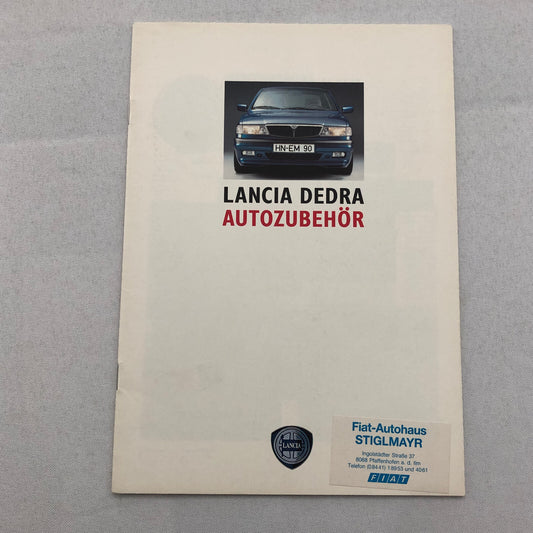 HN-EM 90
LANCIA DEDRA
AUTOZUBEHÖR
LANCIA
Fiat-Autohaus
STIGLMAYR
Ingolstädter Straße 37
8068 Pfaffenhofen a. d. Ilm
Telefon (08441) 18953 und 4061
FIAT